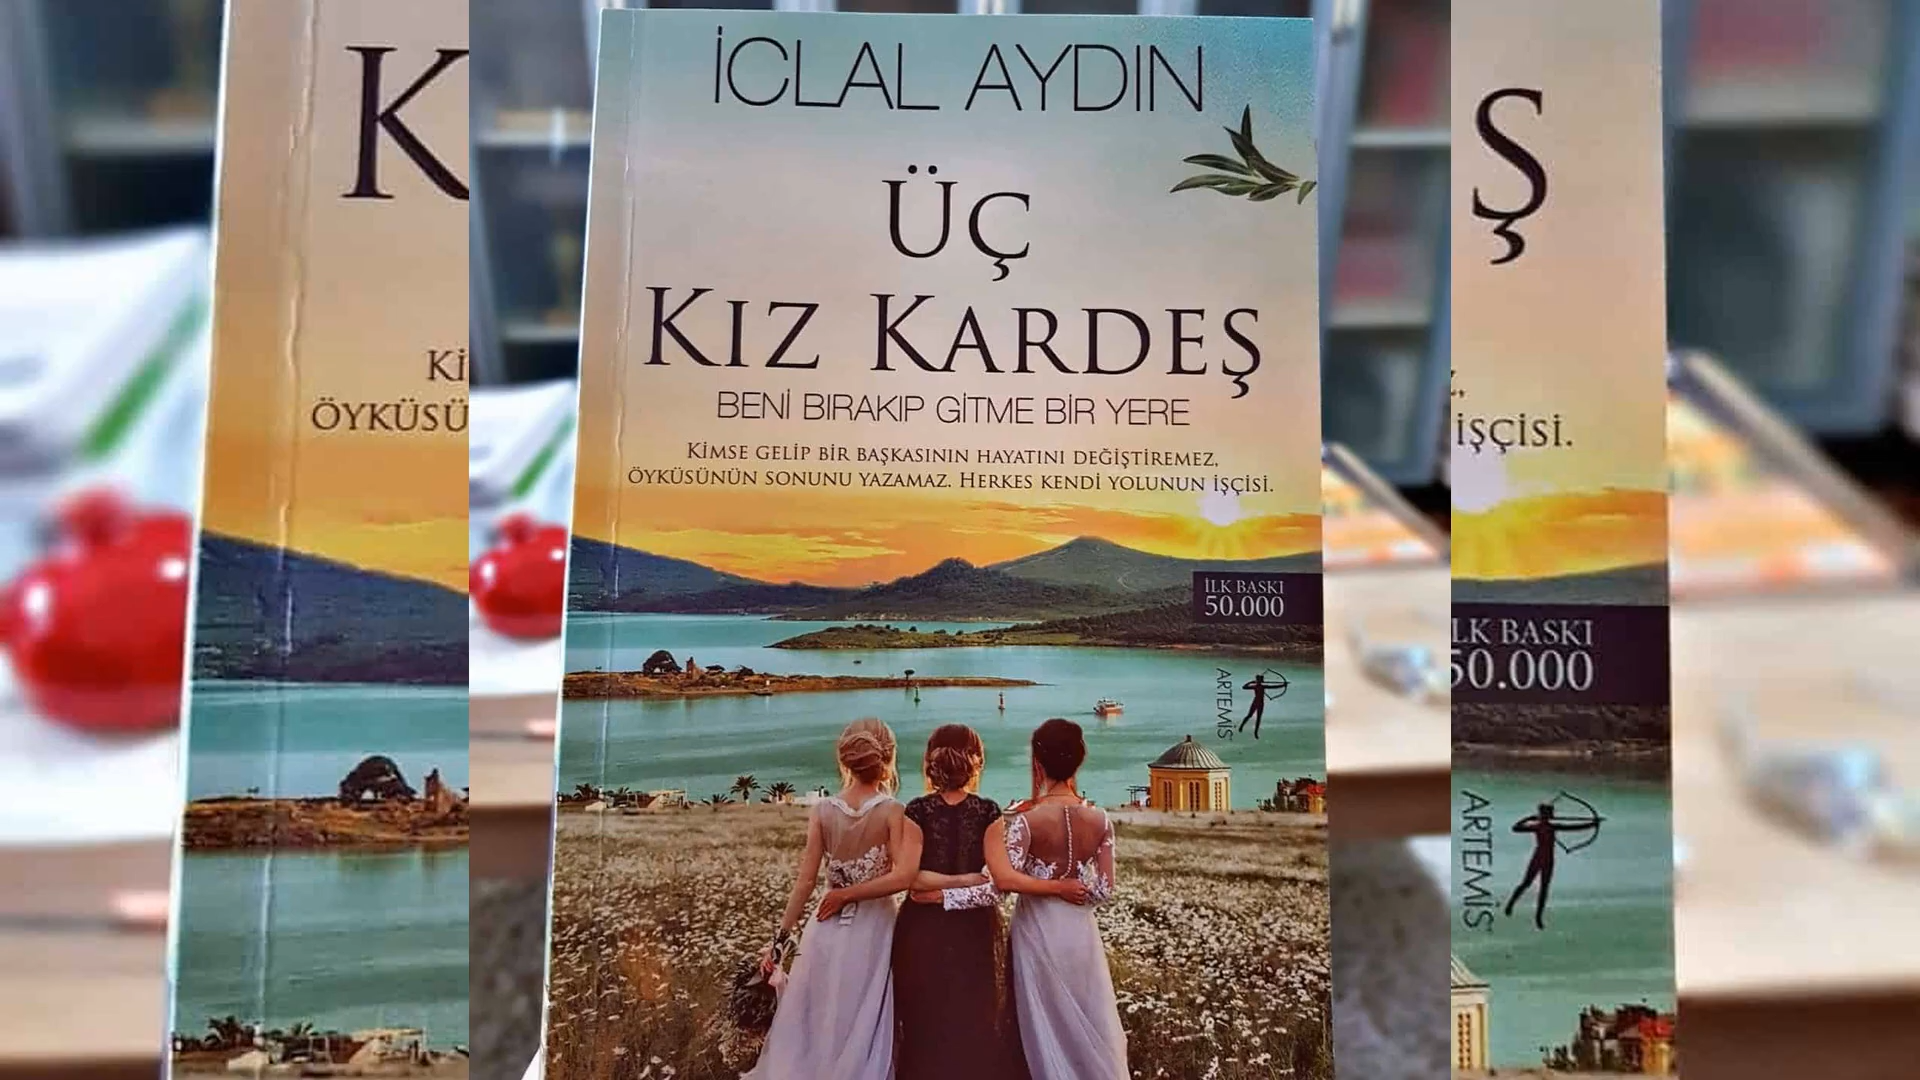 İCLAL AYDIN
ÜÇ
KIZ KARDEŞ
BENİ BIRAKIP GİTME BİR YERE
KİMSE GELİP BİR BAŞKASININ HAYATINI DEĞİŞTİREMEZ,
ÖYKÜSÜNÜN SONUNU YAZAMAZ. HERKES KENDİ YOLUNUN İŞÇİSİ.
İLK BASKI
50.000
ARTEMİS
K
Kİ
ÖYKÜSÜ
Ş
İŞÇİSİ.
LK BASKI
50.000
ARTEMİS